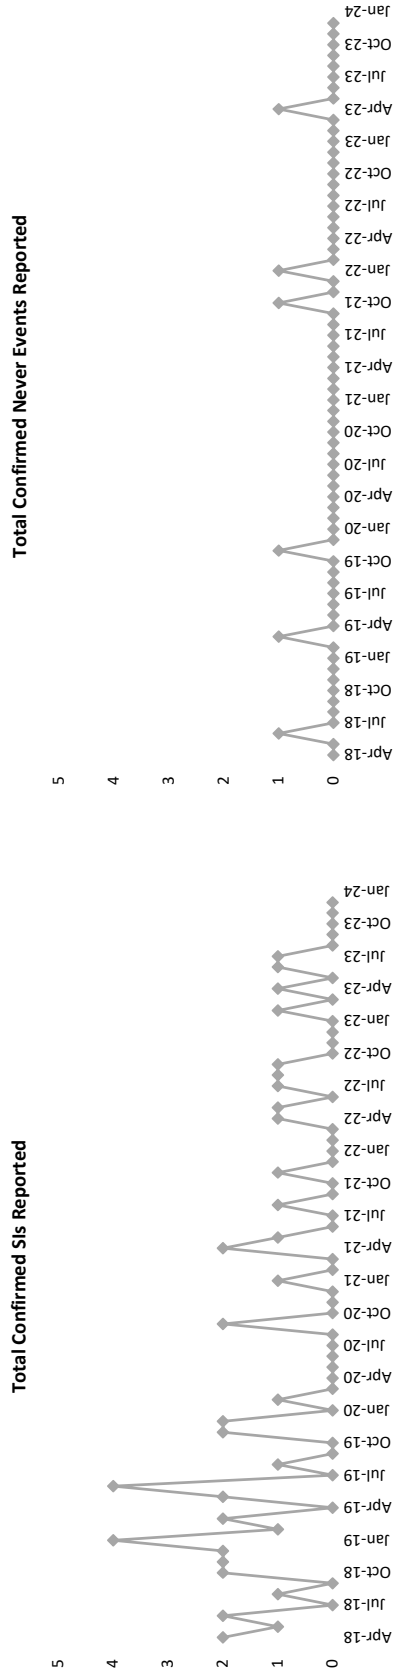 Total Confirmed SIs Reported
5
4
3
2
1
0
Apr-18
Jul-18
Oct-18
Jan-19
Apr-19
Jul-19
Oct-19
Jan-20
Apr-20
Jul-20
Oct-20
Jan-21
Apr-21
Jul-21
Oct-21
Jan-22
Apr-22
Jul-22
Oct-22
Jan-23
Apr-23
Jul-23
Oct-23
Jan-24
Total Confirmed Never Events Reported
5
4
3
2
1
0
Apr-18
Jul-18
Oct-18
Jan-19
Apr-19
Jul-19
Oct-19
Jan-20
Apr-20
Jul-20
Oct-20
Jan-21
Apr-21
Jul-21
Oct-21
Jan-22
Apr-22
Jul-22
Oct-22
Jan-23
Apr-23
Jul-23
Oct-23
Jan-24